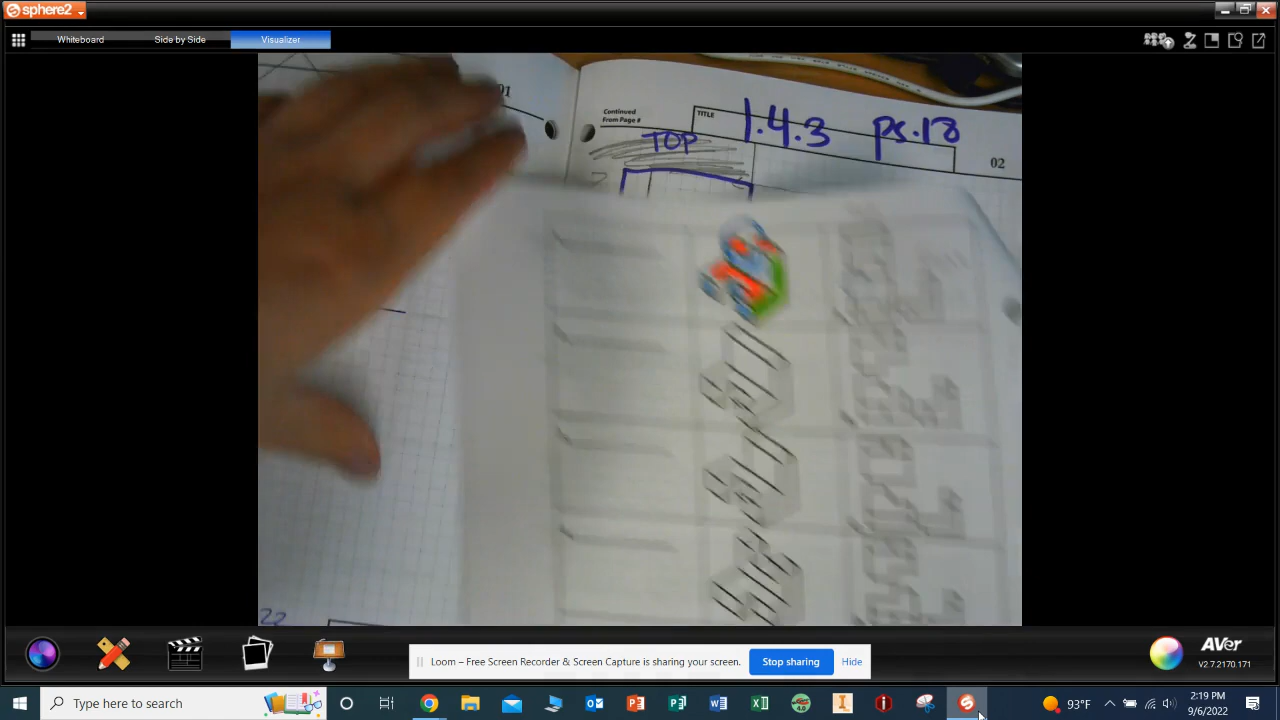 sphere2
Whiteboard
Side by Side
Visualizer
01
Continued
From Page #
TITLE
1.4.3 pg.18
TOP
02
22
Loom – Free Screen Recorder & Screen Capture is sharing your screen.
Stop sharing
Hide
AVer
v2.7.2170.171
Type here to search
93°F
2:19 PM
9/6/2022